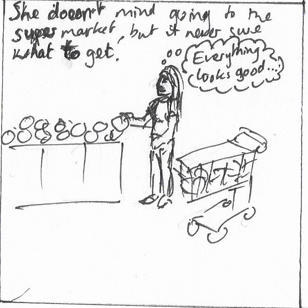 She doesn't mind going to the
supermarket, but it never sure
what to get.
Everything
looks good...